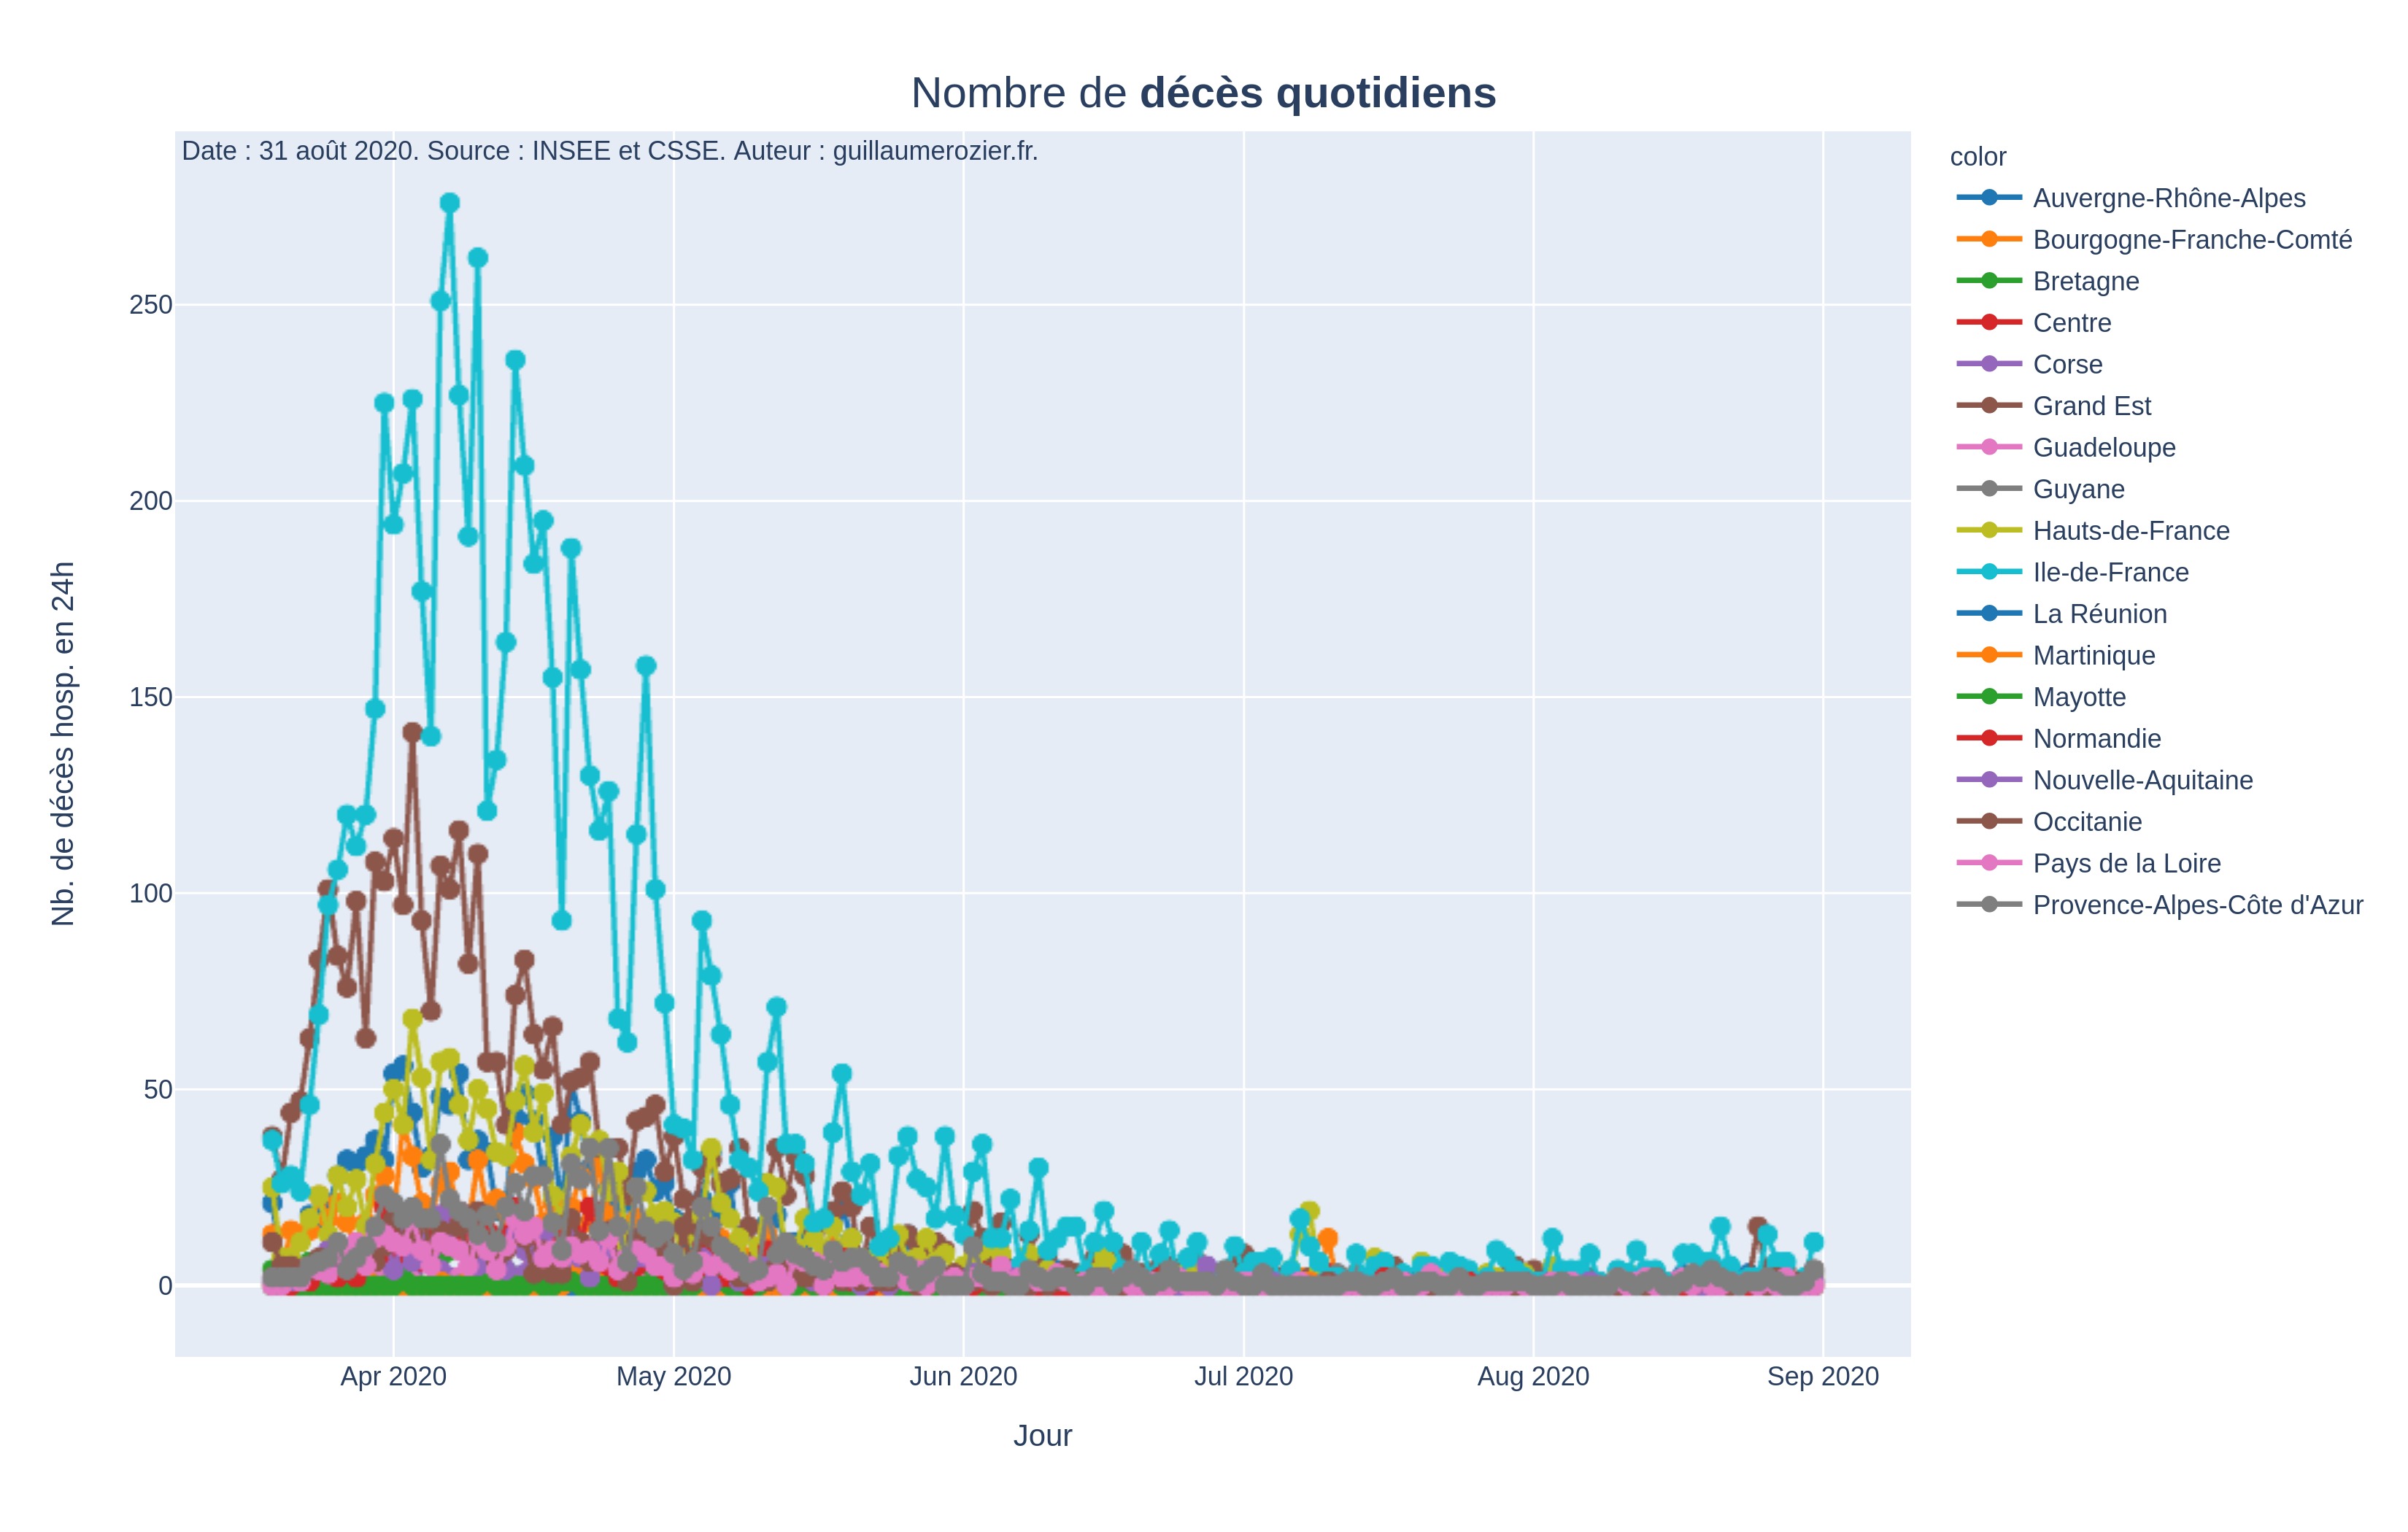 Nombre de décès quotidiens
Date : 31 août 2020. Source : INSEE et CSSE. Auteur : guillaumerozier.fr.
color
Auvergne-Rhône-Alpes
Bourgogne-Franche-Comté
Bretagne
Centre
Corse
Grand Est
Guadeloupe
Guyane
Hauts-de-France
Ile-de-France
La Réunion
Martinique
Mayotte
Normandie
Nouvelle-Aquitaine
Occitanie
Pays de la Loire
Provence-Alpes-Côte d'Azur
Nb. de décès hosp. en 24h
250
200
150
100
50
0
Apr 2020
May 2020
Jun 2020
Jul 2020
Aug 2020
Sep 2020
Jour